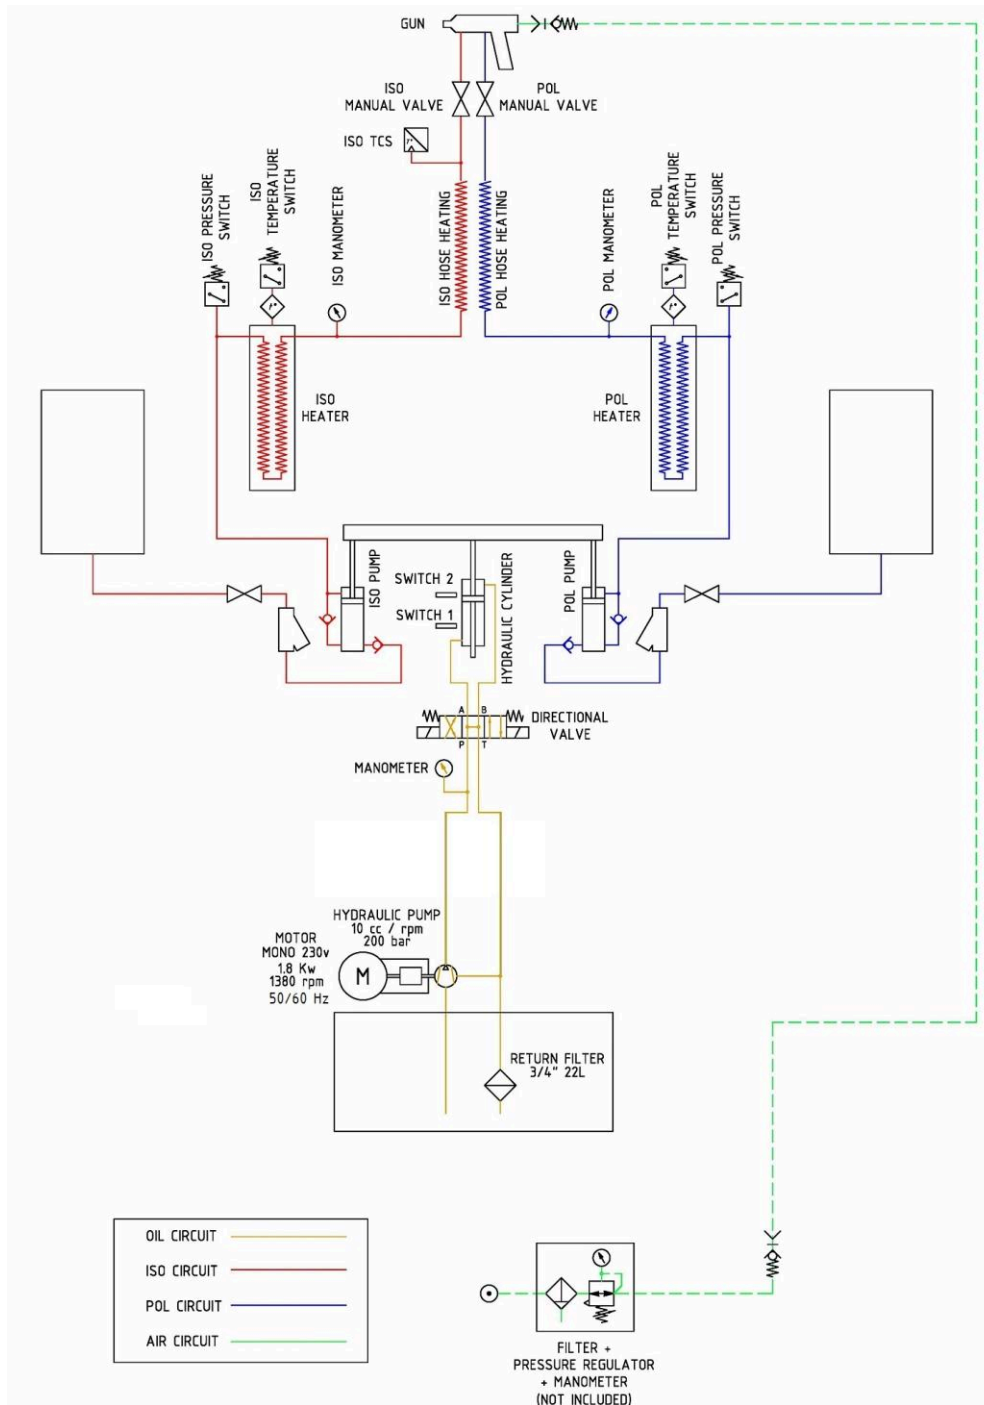 GUN
ISO
MANUAL VALVE
POL
MANUAL VALVE
ISO TCS
ISO PRESSURE
SWITCH
ISO
TEMPERATURE
SWITCH
ISO MANOMETER
ISO HOSE HEATING
POL HOSE HEATING
POL MANOMETER
POL
TEMPERATURE
SWITCH
POL PRESSURE
SWITCH
ISO
HEATER
POL
HEATER
ISO PUMP
SWITCH 2
SWITCH 1
HYDRAULIC CYLINDER
POL PUMP
A B
P T
DIRECTIONAL
VALVE
MANOMETER
HYDRAULIC PUMP
10 cc / rpm
200 bar
MOTOR
MONO 230v
1.8 Kw
1380 rpm
50/60 Hz
M
RETURN FILTER
3/4" 22L
OIL CIRCUIT
ISO CIRCUIT
POL CIRCUIT
AIR CIRCUIT
FILTER +
PRESSURE REGULATOR
+ MANOMETER
(NOT INCLUDED)